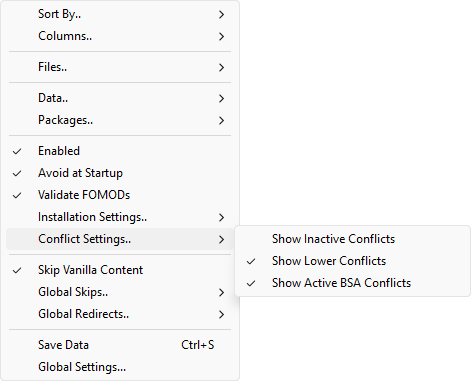 Sort By..
Columns..
Files..
Data..
Packages..
Enabled
Avoid at Startup
Validate FOMODs
Installation Settings..
Conflict Settings..
Show Inactive Conflicts
Show Lower Conflicts
Show Active BSA Conflicts
Skip Vanilla Content
Global Skips..
Global Redirects..
Save Data Ctrl+S
Global Settings...